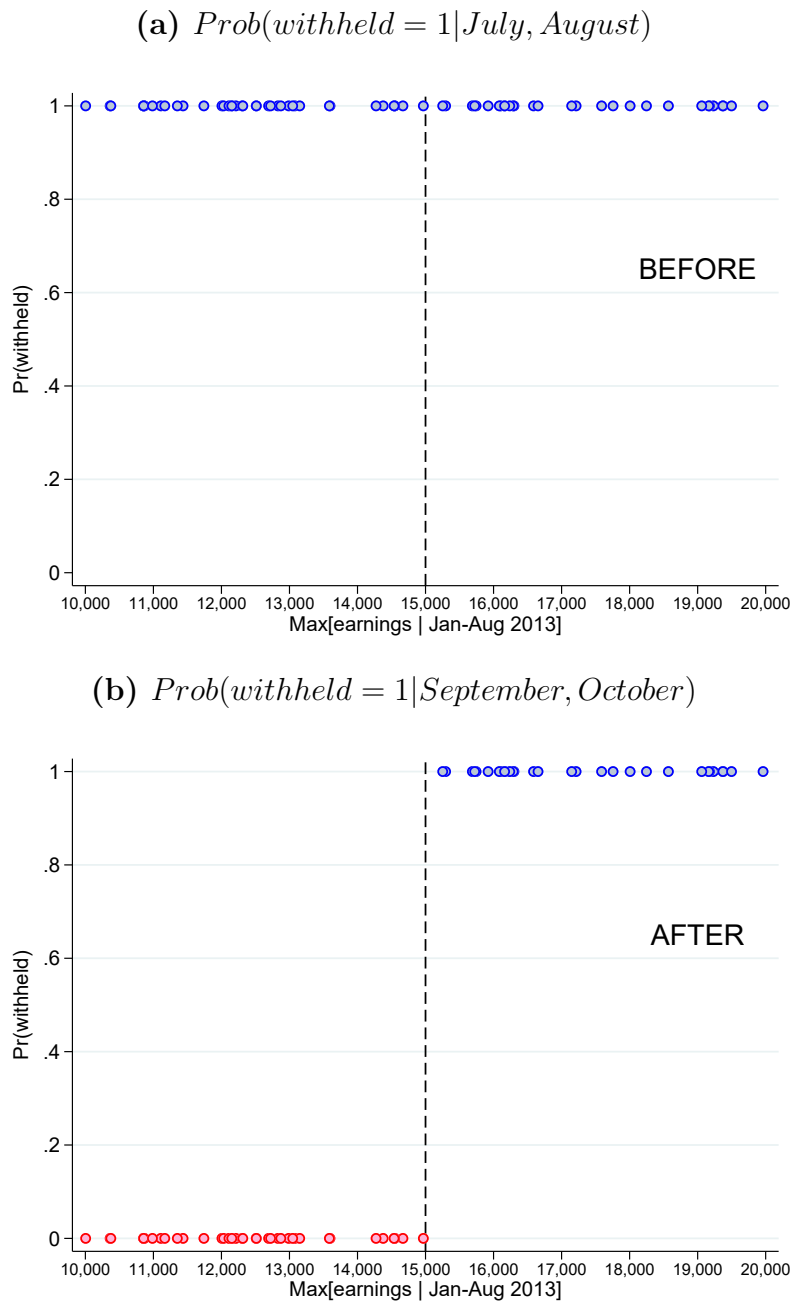 (a) Prob(withheld = 1|July, August)
1
.8
BEFORE
.6
Pr(withheld)
.4
.2
0
10,000 11,000 12,000 13,000 14,000 15,000 16,000 17,000 18,000 19,000 20,000
Max[earnings | Jan-Aug 2013]
(b) Prob(withheld = 1|September, October)
1
.8
AFTER
.6
Pr(withheld)
.4
.2
0
10,000 11,000 12,000 13,000 14,000 15,000 16,000 17,000 18,000 19,000 20,000
Max[earnings | Jan-Aug 2013]